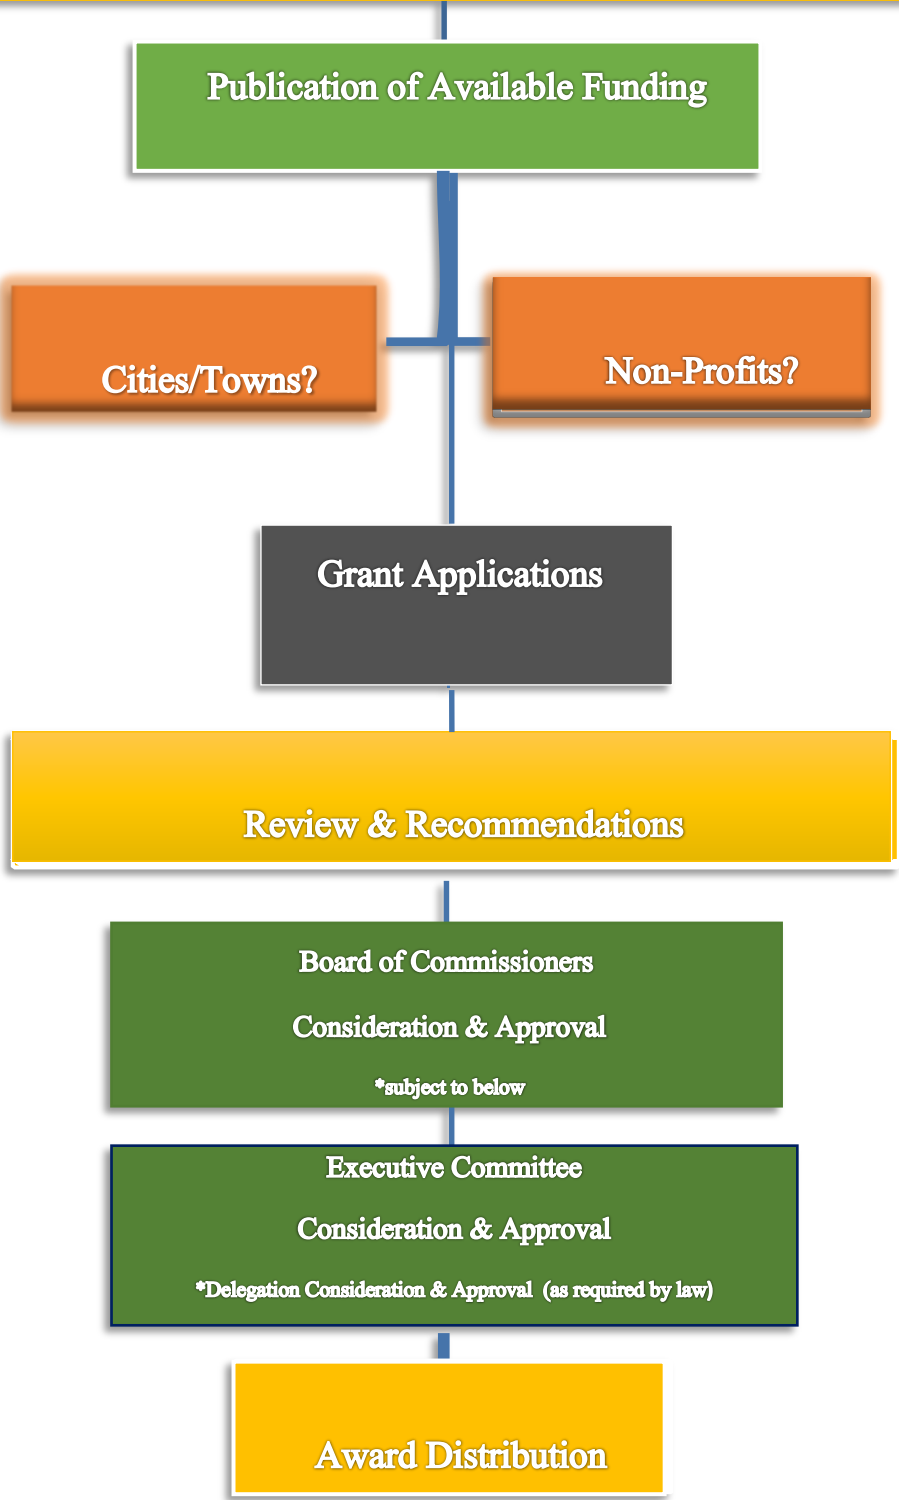 Publication of Available Funding
Cities/Towns?
Non-Profits?
Grant Applications
Review & Recommendations
Board of Commissioners
Consideration & Approval
*subject to below
Executive Committee
Consideration & Approval
*Delegation Consideration & Approval (as required by law)
Award Distribution